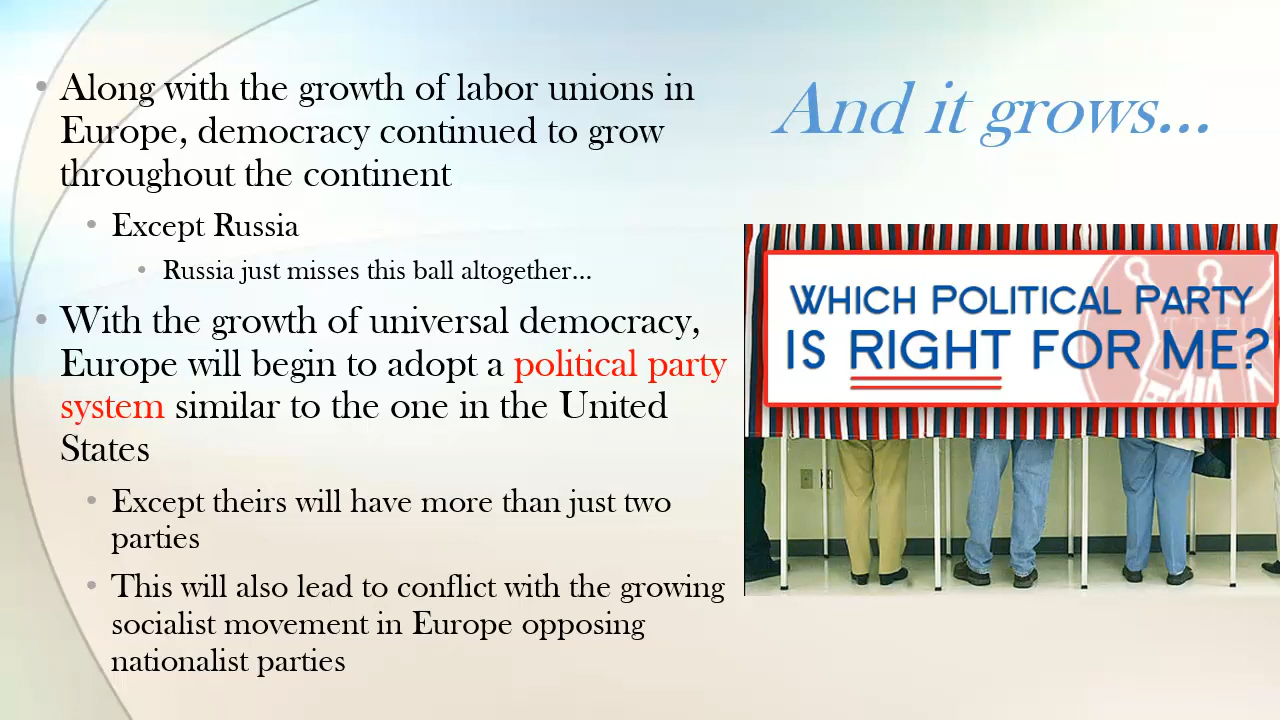 And it grows...
• Along with the growth of labor unions in
Europe, democracy continued to grow
throughout the continent
• Except Russia
• Russia just misses this ball altogether...
• With the growth of universal democracy,
Europe will begin to adopt a political party
system similar to the one in the United
States
• Except theirs will have more than just two
parties
• This will also lead to conflict with the growing
socialist movement in Europe opposing
nationalist parties
WHICH POLITICAL PARTY
IS RIGHT FOR ME?